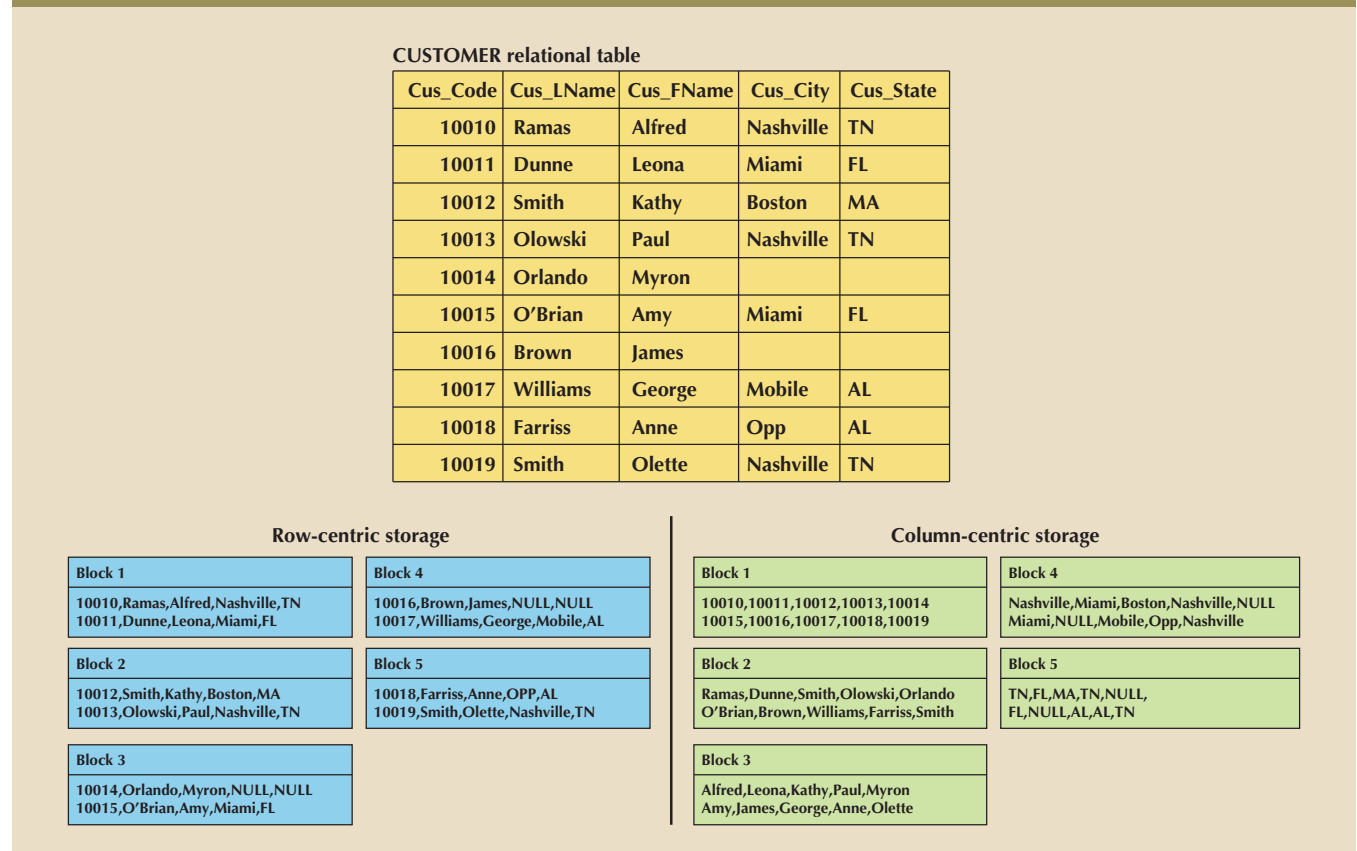 CUSTOMER relational table
Cus_Code Cus_LName Cus_FName Cus_City Cus_State
10010 Ramas Alfred Nashville TN
10011 Dunne Leona Miami FL
10012 Smith Kathy Boston MA
10013 Olowski Paul Nashville TN
10014 Orlando Myron
10015 O’Brian Amy Miami FL
10016 Brown James
10017 Williams George Mobile AL
10018 Farriss Anne Opp AL
10019 Smith Olette Nashville TN
Row-centric storage
Block 1
10010,Ramas,Alfred,Nashville,TN
10011,Dunne,Leona,Miami,FL
Block 2
10012,Smith,Kathy,Boston,MA
10013,Olowski,Paul,Nashville,TN
Block 3
10014,Orlando,Myron,NULL,NULL
10015,O’Brian,Amy,Miami,FL
Block 4
10016,Brown,James,NULL,NULL
10017,Williams,George,Mobile,AL
Block 5
10018,Farriss,Anne,OPP,AL
10019,Smith,Olette,Nashville,TN
Column-centric storage
Block 1
10010,10011,10012,10013,10014
10015,10016,10017,10018,10019
Block 2
Ramas,Dunne,Smith,Olowski,Orlando
O’Brian,Brown,Williams,Farriss,Smith
Block 3
Alfred,Leona,Kathy,Paul,Myron
Amy,James,George,Anne,Olette
Block 4
Nashville,Miami,Boston,Nashville,NULL
Miami,NULL,Mobile,Opp,Nashville
Block 5
TN,FL,MA,TN,NULL,
FL,NULL,AL,AL,TN